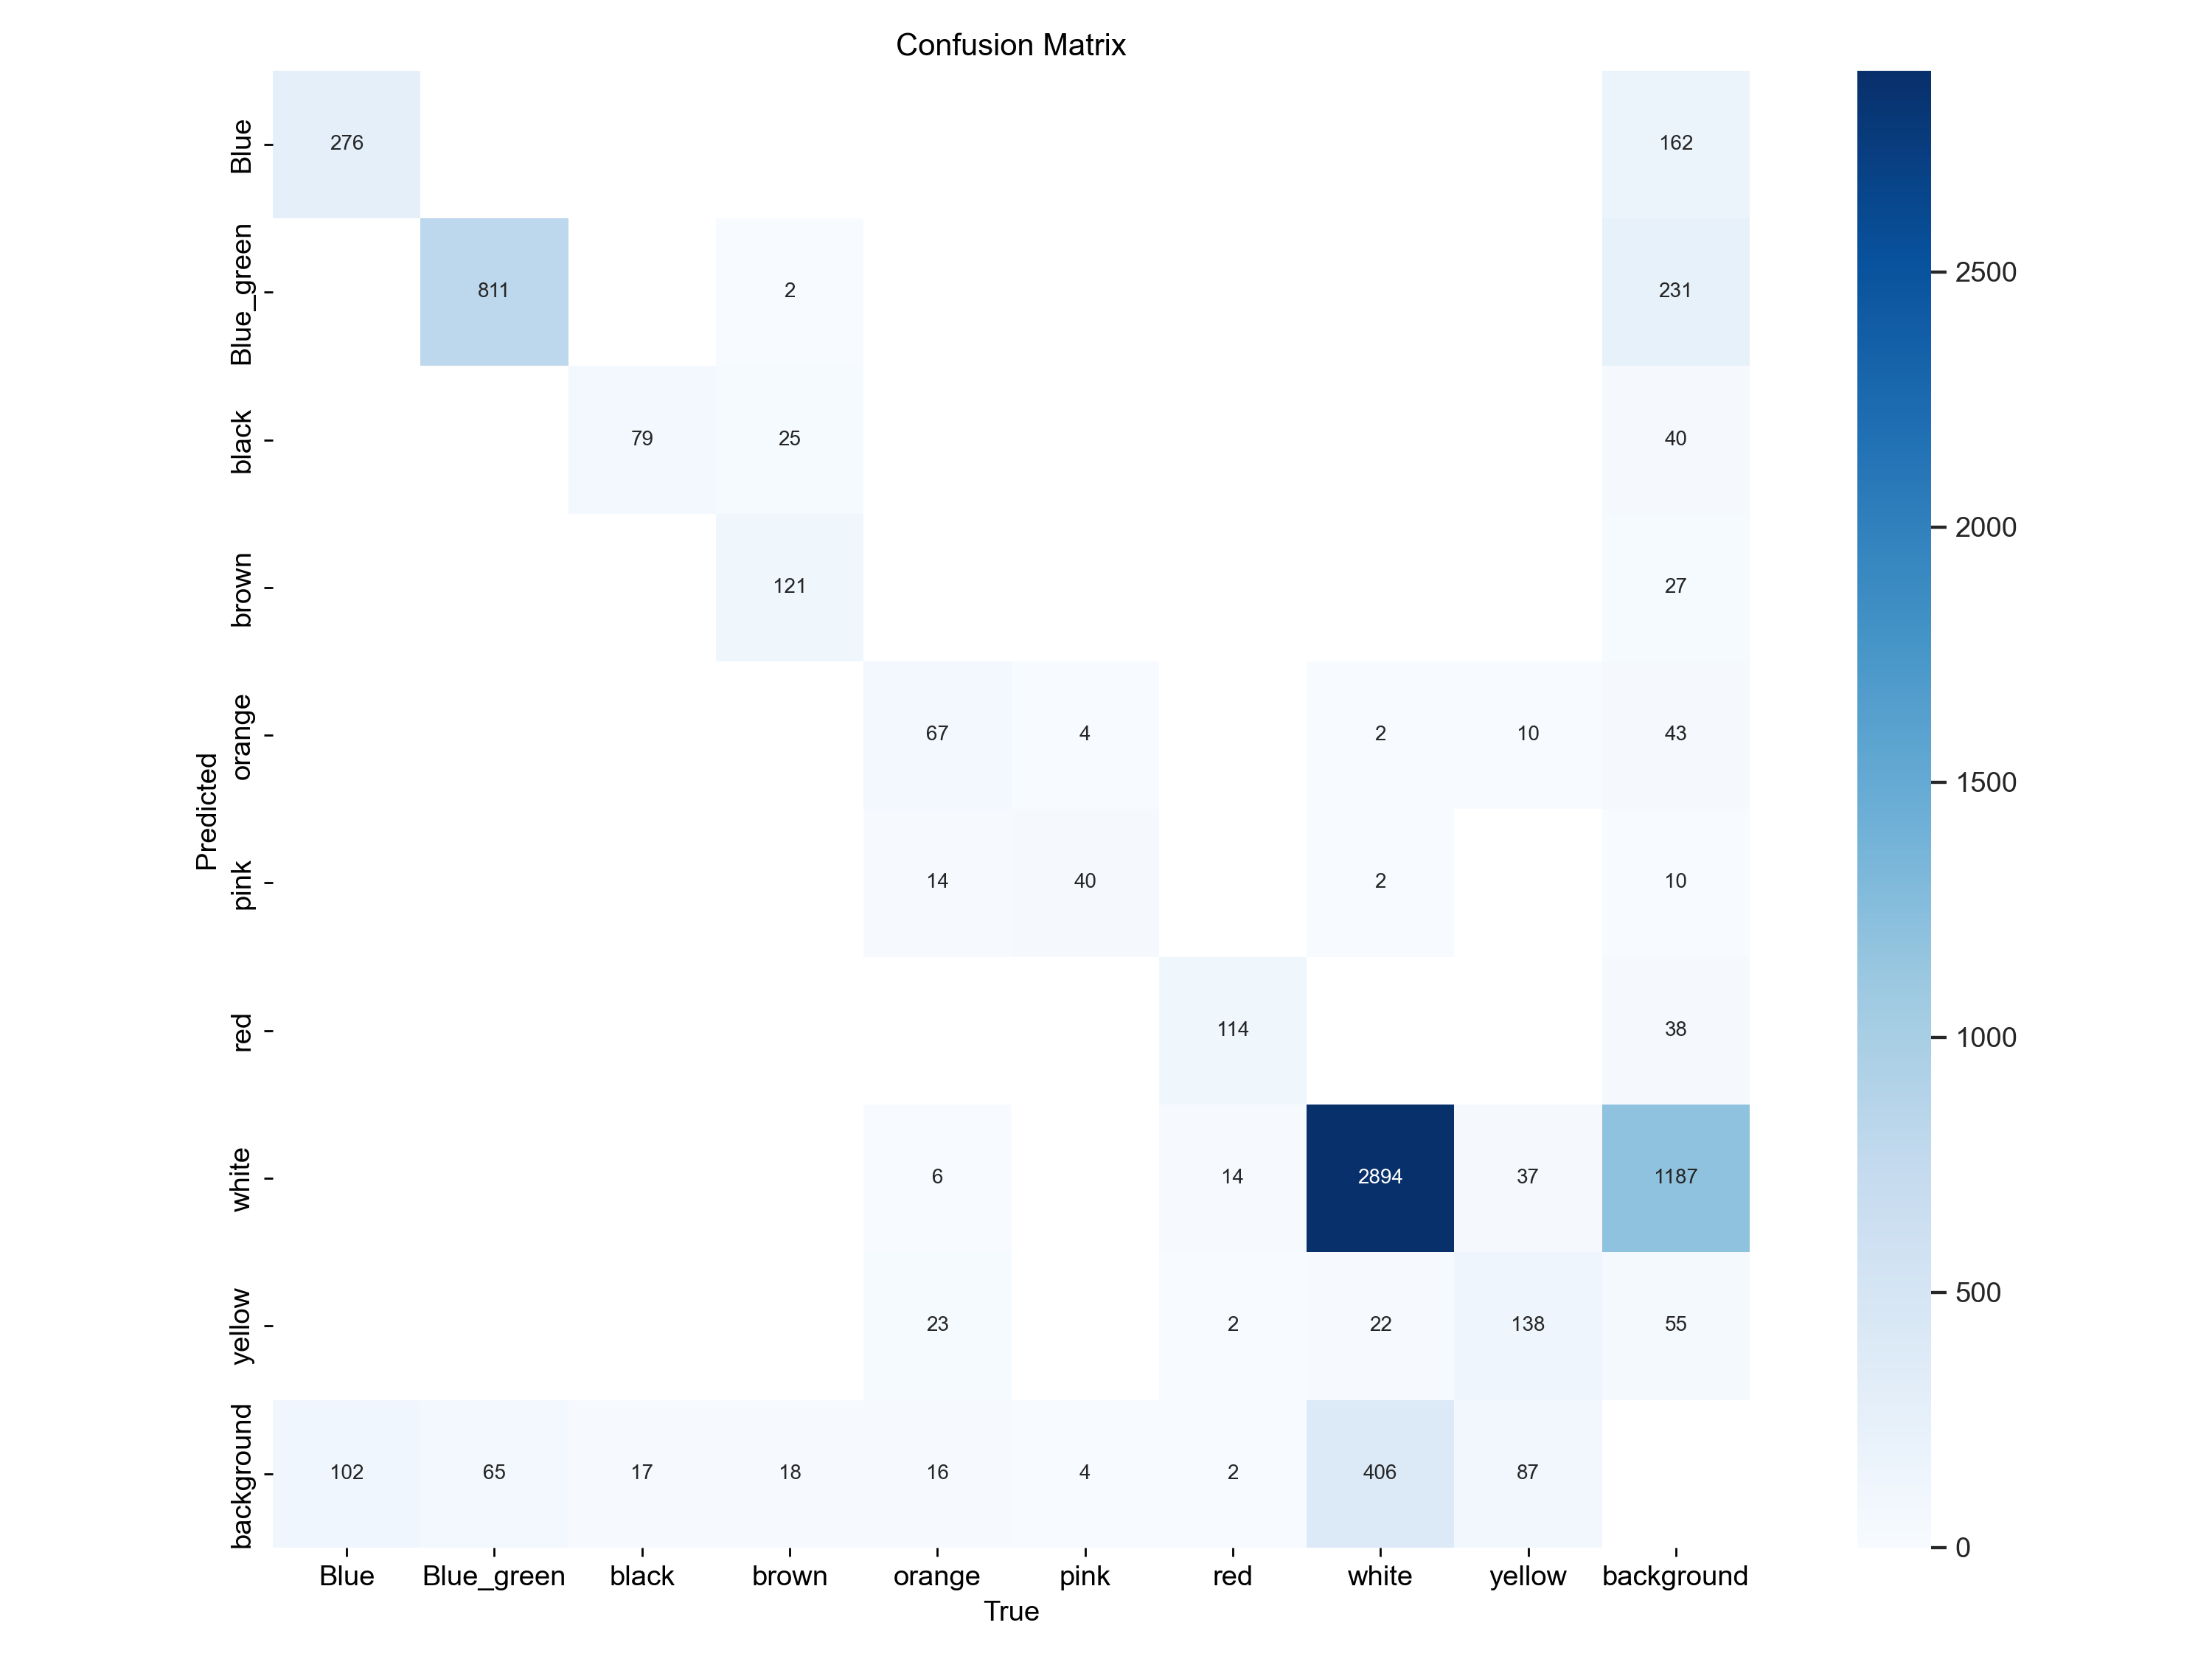 Confusion Matrix
Blue 276 162
Blue_green 811 2 231
black 79 25 40
brown 121 27
orange 67 4 2 10 43
pink 14 40 2 10
red 114 38
white 6 14 2894 37 1187
yellow 23 2 22 138 55
background 102 65 17 18 16 4 2 406 87
Blue Blue_green black brown orange pink red white yellow background
True
Predicted
2500
2000
1500
1000
500
0